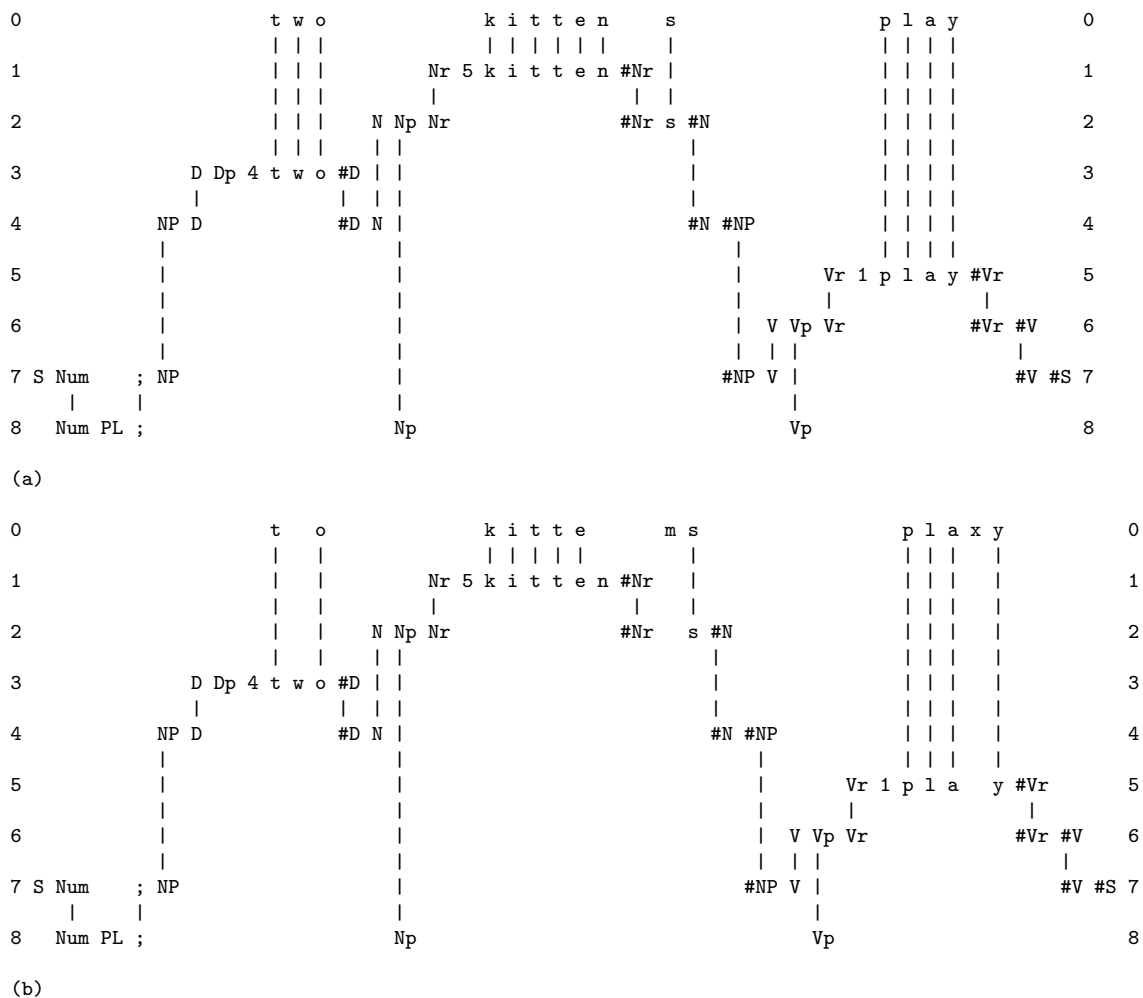 0 t w o k i t t e n s p l a y 0
| | | | | | | | | | | | | |
1 | | | Nr 5 k i t t e n #Nr | | | | | 1
| | | | | | | | | |
2 | | | N Np Nr #Nr s #N | | | | 2
| | | | | | | | | |
3 D Dp 4 t w o #D | | | | | | | 3
| | | | | | | | |
4 NP D #D N | #N #NP | | | | 4
| | | | | | |
5 | | | Vr 1 p l a y #Vr 5
| | | | |
6 | | | V Vp Vr #Vr #V 6
| | | | | |
7 S Num ; NP | #NP V | #V #S 7
| | | |
8 Num PL ; Np Vp 8
(a)
0 t o k i t t e m s p l a x y 0
| | | | | | | | | | | |
1 | | Nr 5 k i t t e n #Nr | | | | | 1
| | | | | | | | |
2 | | N Np Nr #Nr s #N | | | | 2
| | | | | | | | |
3 D Dp 4 t w o #D | | | | | | | 3
| | | | | | | | |
4 NP D #D N | #N #NP | | | | 4
| | | | | | |
5 | | | Vr 1 p l a y #Vr 5
| | | | |
6 | | | V Vp Vr #Vr #V 6
| | | | | |
7 S Num ; NP | #NP V | #V #S 7
| | | |
8 Num PL ; Np Vp 8
(b)